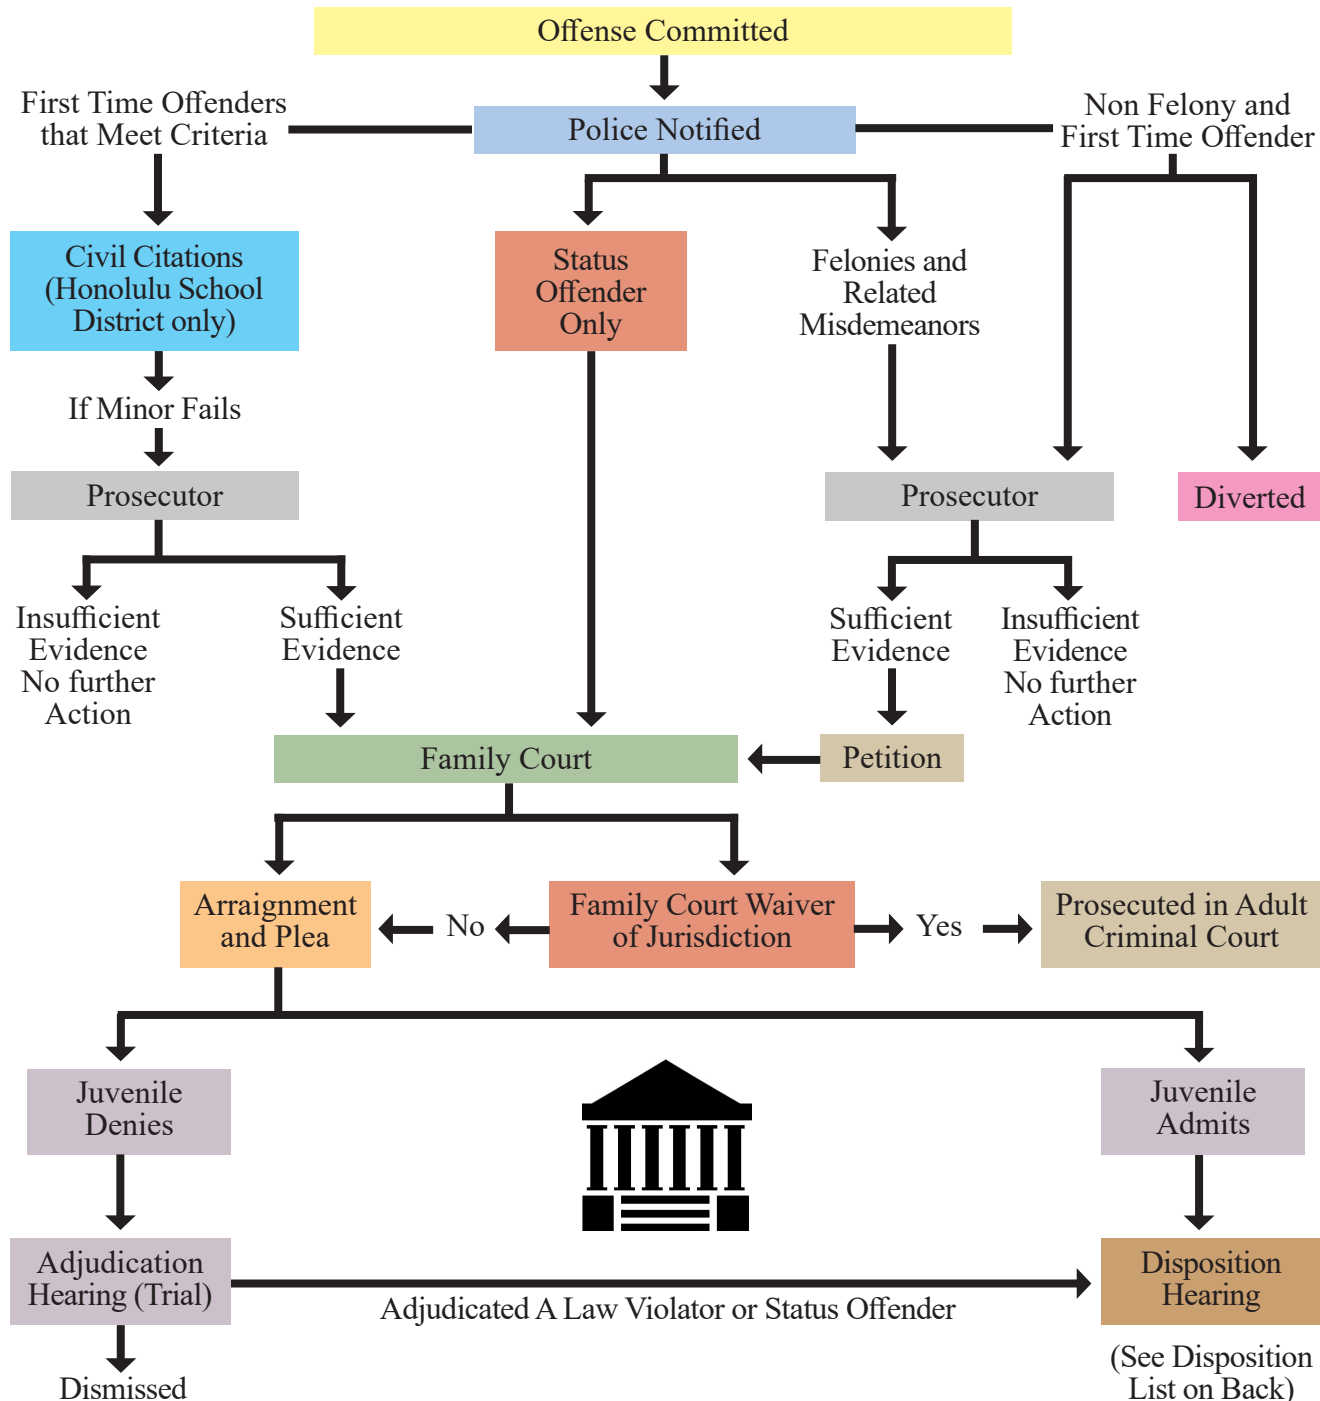 Offense Committed
First Time Offenders
that Meet Criteria
Police Notified
Non Felony and
First Time Offender
Civil Citations
(Honolulu School
District only)
Status
Offender
Only
Felonies and
Related
Misdemeanors
If Minor Fails
Prosecutor
Prosecutor
Diverted
Insufficient
Evidence
No further
Action
Sufficient
Evidence
Sufficient
Evidence
Insufficient
Evidence
No further
Action
Family Court
Petition
Arraignment
and Plea
No
Family Court Waiver
of Jurisdiction
Yes
Prosecuted in Adult
Criminal Court
Juvenile
Denies
Juvenile
Admits
Adjudication
Hearing (Trial)
Adjudicated A Law Violator or Status Offender
Disposition
Hearing
Dismissed
(See Disposition
List on Back)